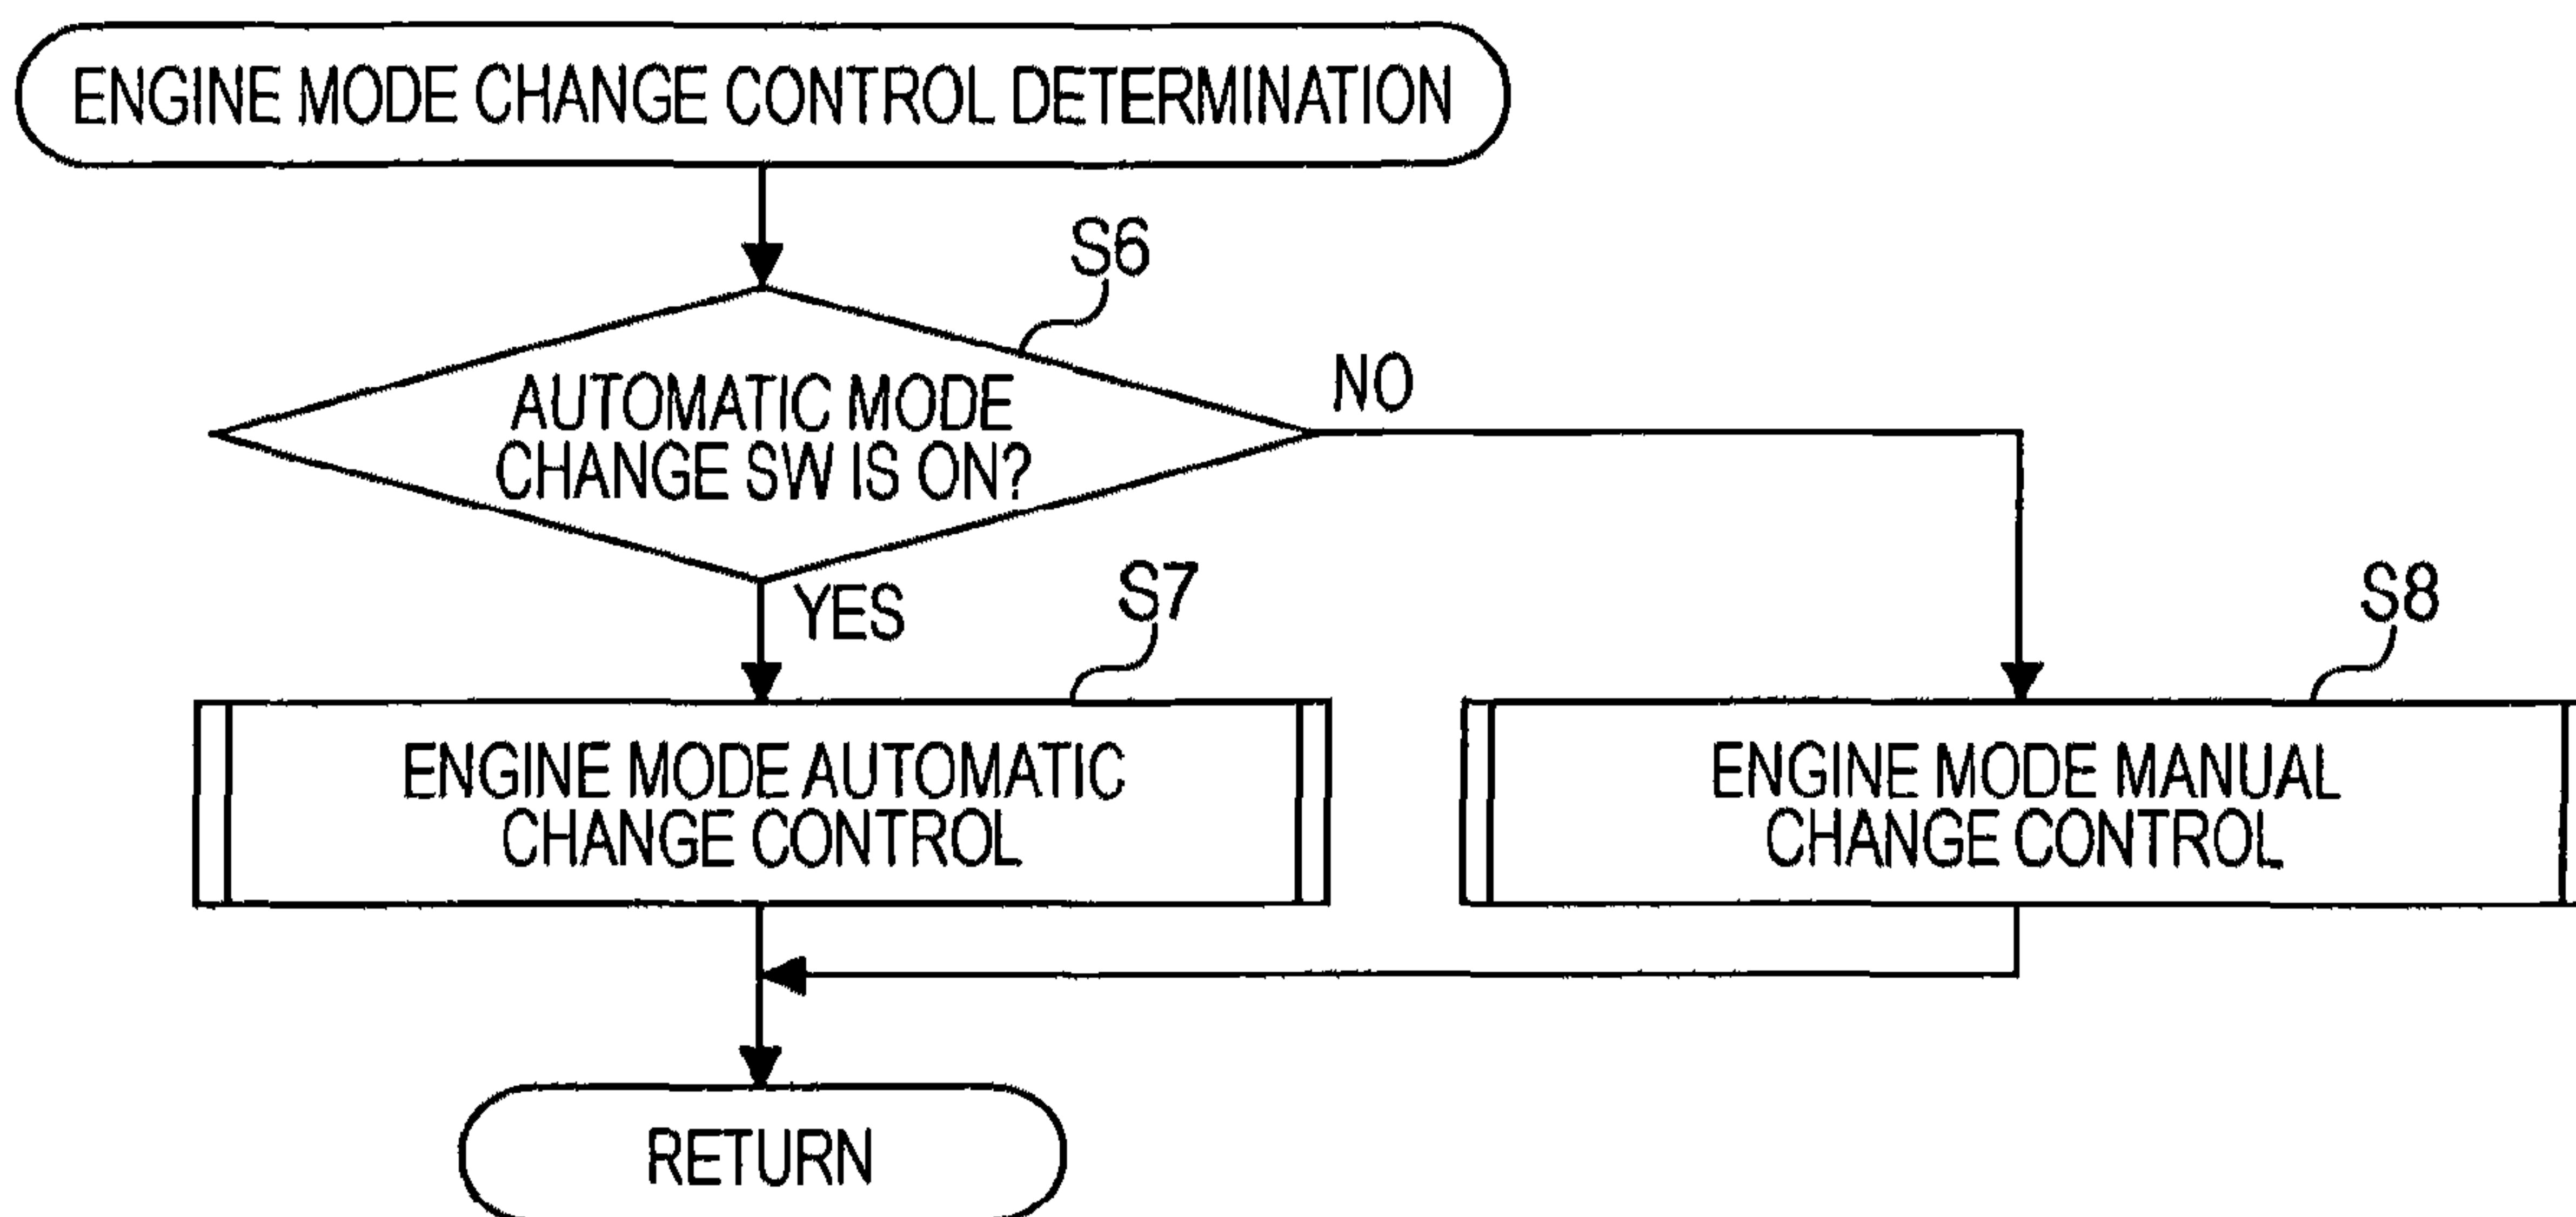 ENGINE MODE CHANGE CONTROL DETERMINATION
S6
AUTOMATIC MODE
CHANGE SW IS ON?
NO
YES
S7
S8
ENGINE MODE AUTOMATIC
CHANGE CONTROL
ENGINE MODE MANUAL
CHANGE CONTROL
RETURN